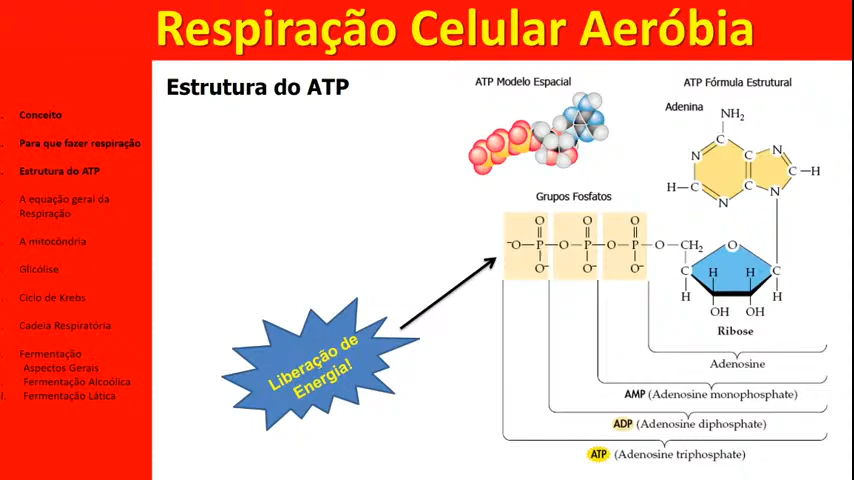 Respiração Celular Aeróbia
Estrutura do ATP
Conceito
Para que fazer respiração
Estrutura do ATP
A equação geral da
Respiração
A mitocôndria
Glicólise
Ciclo de Krebs
Cadeia Respiratória
Fermentação
Aspectos Gerais
Fermentação Alcoólica
Fermentação Lática
Liberação de
Energia!
ATP Modelo Espacial
ATP Fórmula Estrutural
Adenina
NH₂
C
N C N
C—H
H—C C N
N
Grupos Fosfatos
O O O
⁻O—P—O—P—O—P—O—CH₂ O
O⁻ O⁻ O⁻
C H H C
H H
OH OH
Ribose
Adenosine
AMP (Adenosine monophosphate)
ADP (Adenosine diphosphate)
ATP (Adenosine triphosphate)